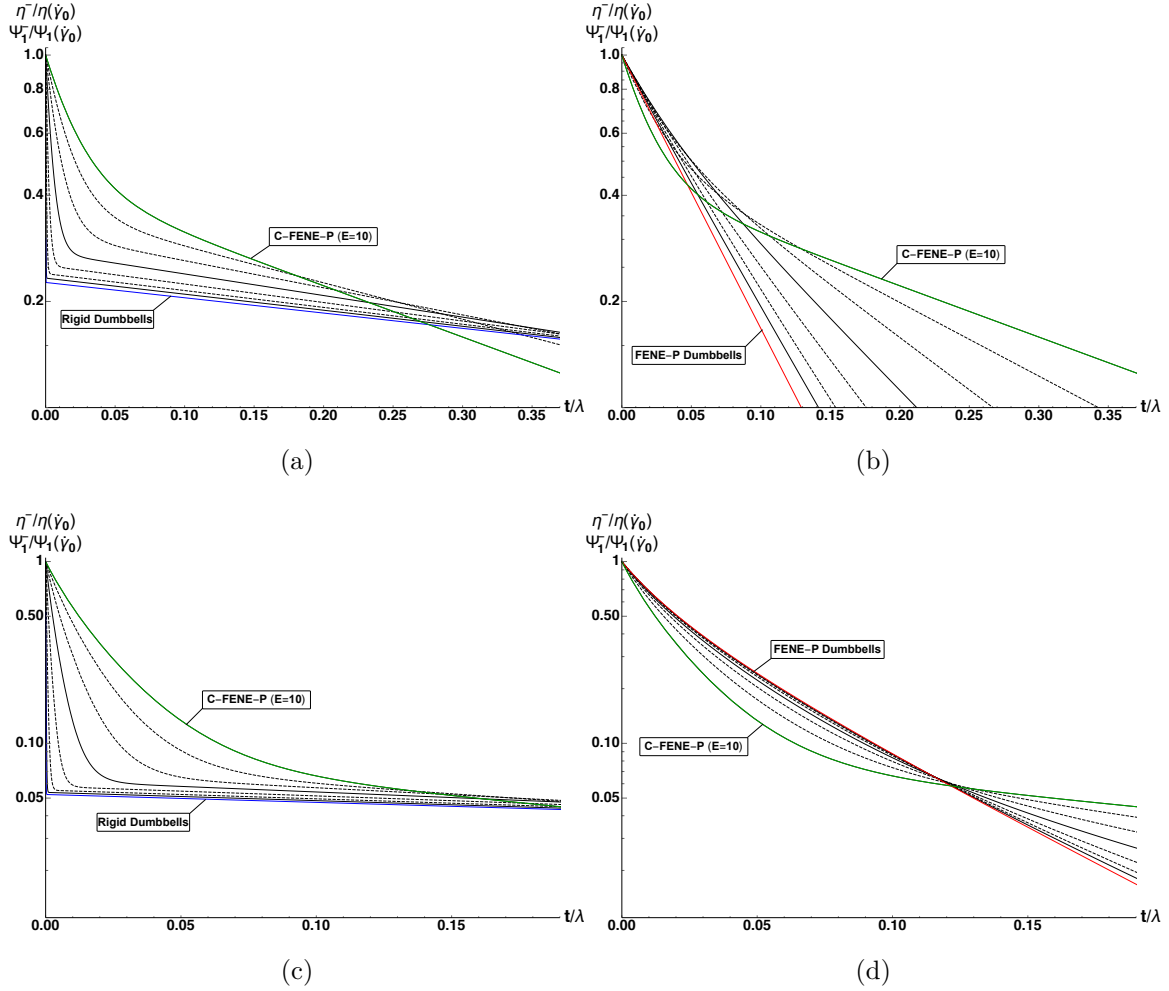 η⁻/η(γ̇₀)
Ψ₁⁻/Ψ₁(γ̇₀)
1.0
0.8
0.6
0.4
0.2
C-FENE-P (E=10)
Rigid Dumbbells
0.00 0.05 0.10 0.15 0.20 0.25 0.30 0.35 t/λ
(a)
η⁻/η(γ̇₀)
Ψ₁⁻/Ψ₁(γ̇₀)
1.0
0.8
0.6
0.4
0.2
C-FENE-P (E=10)
FENE-P Dumbbells
0.00 0.05 0.10 0.15 0.20 0.25 0.30 0.35 t/λ
(b)
η⁻/η(γ̇₀)
Ψ₁⁻/Ψ₁(γ̇₀)
1
0.50
0.10
0.05
C-FENE-P (E=10)
Rigid Dumbbells
0.00 0.05 0.10 0.15 t/λ
(c)
η⁻/η(γ̇₀)
Ψ₁⁻/Ψ₁(γ̇₀)
1
0.50
0.10
0.05
FENE-P Dumbbells
C-FENE-P (E=10)
0.00 0.05 0.10 0.15 t/λ
(d)